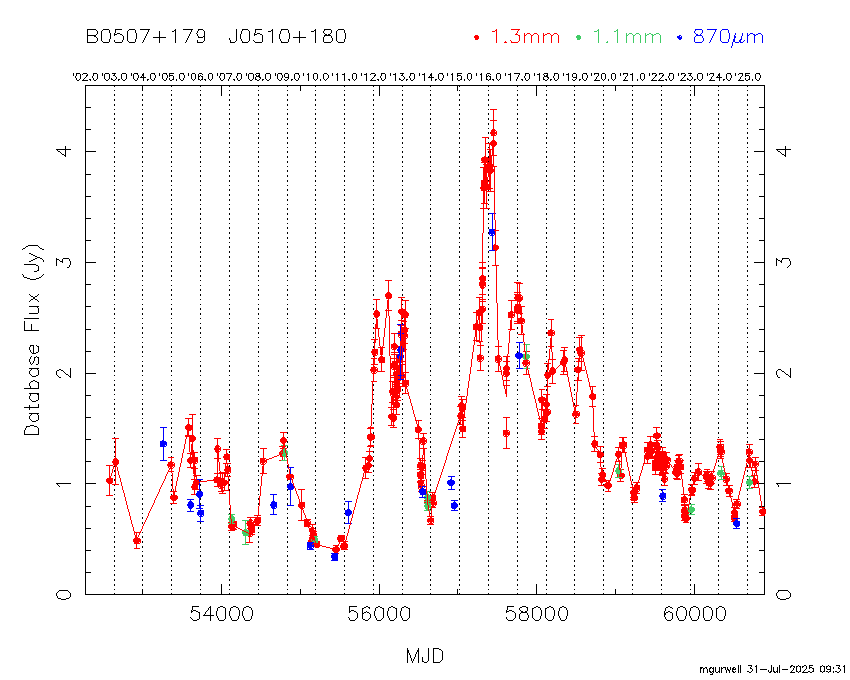 B0507+179 J0510+180 1.3mm 1.1mm 870μm
'02.0 '03.0 '04.0 '05.0 '06.0 '07.0 '08.0 '09.0 '10.0 '11.0 '12.0 '13.0 '14.0 '15.0 '16.0 '17.0 '18.0 '19.0 '20.0 '21.0 '22.0 '23.0 '24.0 '25.0
4 4
3 3
Database Flux (Jy)
2 2
1 1
0 0
54000 56000 58000 60000
MJD
mgurwell 31-Jul-2025 09:31